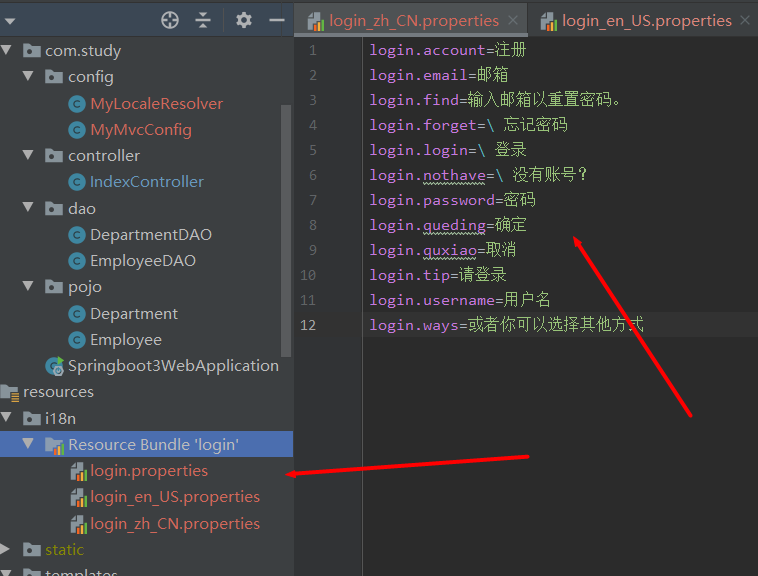 com.study
config
MyLocaleResolver
MyMvcConfig
controller
IndexController
dao
DepartmentDAO
EmployeeDAO
pojo
Department
Employee
Springboot3WebApplication
resources
i18n
Resource Bundle 'login'
login.properties
login_en_US.properties
login_zh_CN.properties
static
templates
login_zh_CN.properties
login_en_US.properties
1 login.account=注册
2 login.email=邮箱
3 login.find=输入邮箱以重置密码。
4 login.forget=\ 忘记密码
5 login.login=\ 登录
6 login.nothave=\ 没有账号？
7 login.password=密码
8 login.queding=确定
9 login.quxiao=取消
10 login.tip=请登录
11 login.username=用户名
12 login.ways=或者你可以选择其他方式